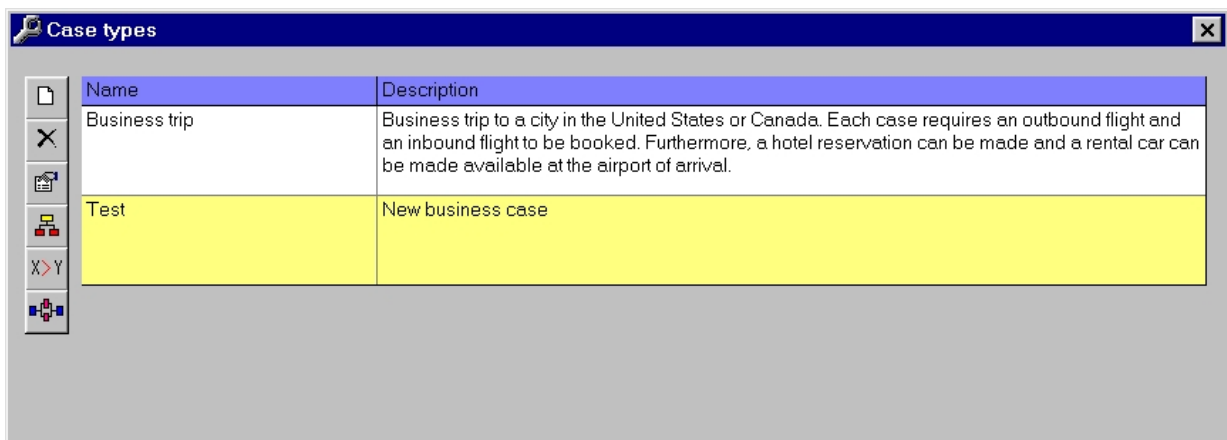 Case types
Name Description
Business trip Business trip to a city in the United States or Canada. Each case requires an outbound flight and
an inbound flight to be booked. Furthermore, a hotel reservation can be made and a rental car can
be made available at the airport of arrival.
Test New business case
X>Y